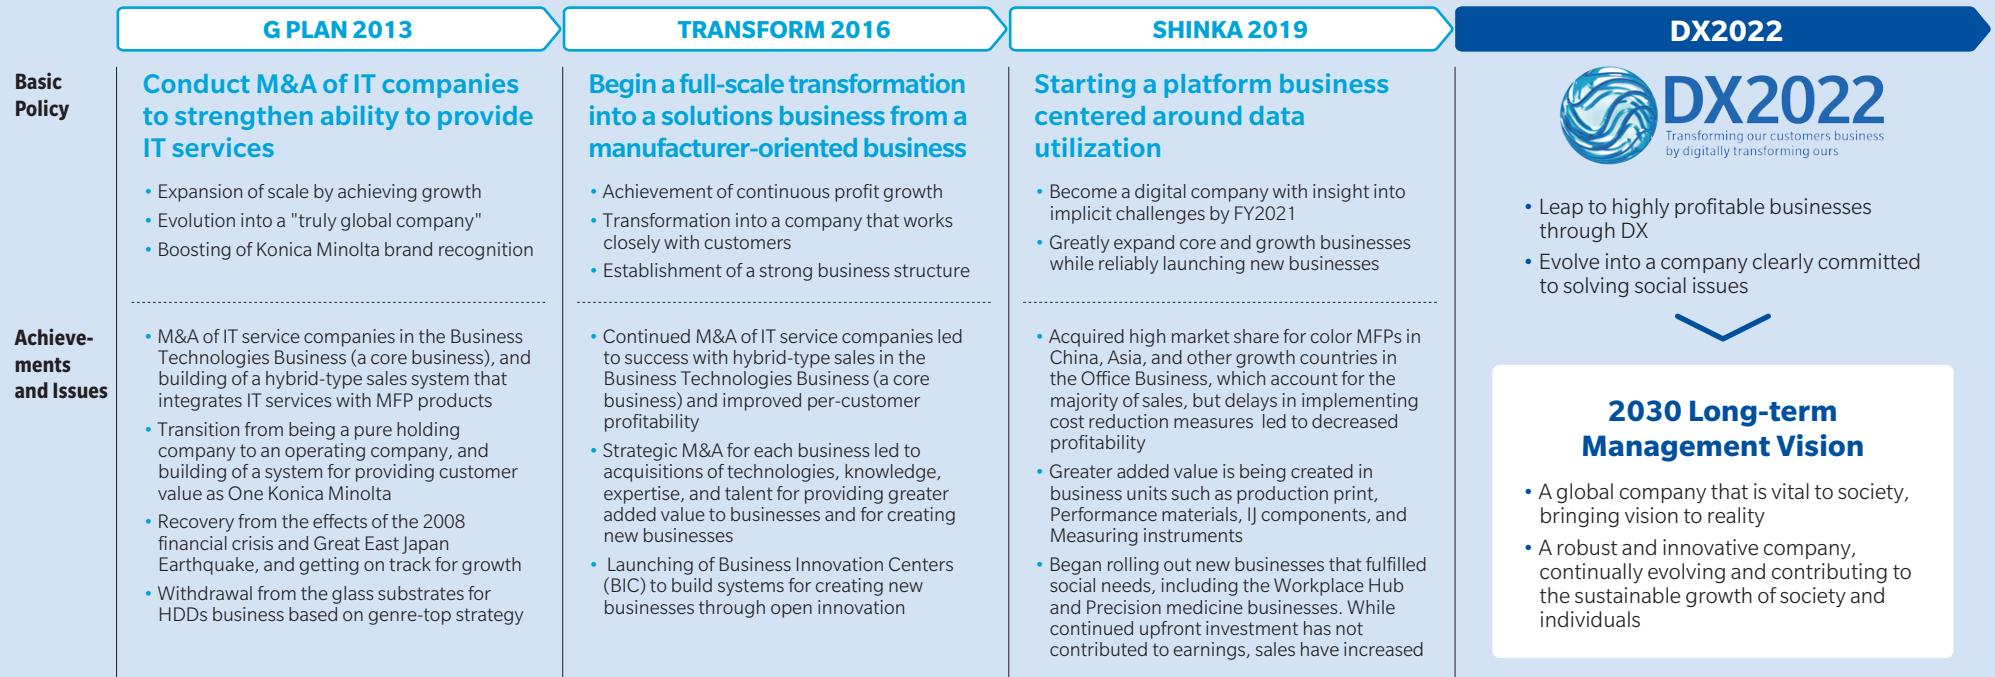 G PLAN 2013
TRANSFORM 2016
SHINKA 2019
DX2022
Basic
Policy
Conduct M&A of IT companies
to strengthen ability to provide
IT services
• Expansion of scale by achieving growth
• Evolution into a "truly global company"
• Boosting of Konica Minolta brand recognition
Begin a full-scale transformation
into a solutions business from a
manufacturer-oriented business
• Achievement of continuous profit growth
• Transformation into a company that works
closely with customers
• Establishment of a strong business structure
Starting a platform business
centered around data
utilization
• Become a digital company with insight into
implicit challenges by FY2021
• Greatly expand core and growth businesses
while reliably launching new businesses
DX2022
Transforming our customers business
by digitally transforming ours
• Leap to highly profitable businesses
through DX
• Evolve into a company clearly committed
to solving social issues
Achieve-
ments
and Issues
• M&A of IT service companies in the Business
Technologies Business (a core business), and
building of a hybrid-type sales system that
integrates IT services with MFP products
• Transition from being a pure holding
company to an operating company, and
building of a system for providing customer
value as One Konica Minolta
• Recovery from the effects of the 2008
financial crisis and Great East Japan
Earthquake, and getting on track for growth
• Withdrawal from the glass substrates for
HDDs business based on genre-top strategy
• Continued M&A of IT service companies led
to success with hybrid-type sales in the
Business Technologies Business (a core
business) and improved per-customer
profitability
• Strategic M&A for each business led to
acquisitions of technologies, knowledge,
expertise, and talent for providing greater
added value to businesses and for creating
new businesses
• Launching of Business Innovation Centers
(BIC) to build systems for creating new
businesses through open innovation
• Acquired high market share for color MFPs in
China, Asia, and other growth countries in
the Office Business, which account for the
majority of sales, but delays in implementing
cost reduction measures led to decreased
profitability
• Greater added value is being created in
business units such as production print,
Performance materials, IJ components, and
Measuring instruments
• Began rolling out new businesses that fulfilled
social needs, including the Workplace Hub
and Precision medicine businesses. While
continued upfront investment has not
contributed to earnings, sales have increased
2030 Long-term
Management Vision
• A global company that is vital to society,
bringing vision to reality
• A robust and innovative company,
continually evolving and contributing to
the sustainable growth of society and
individuals